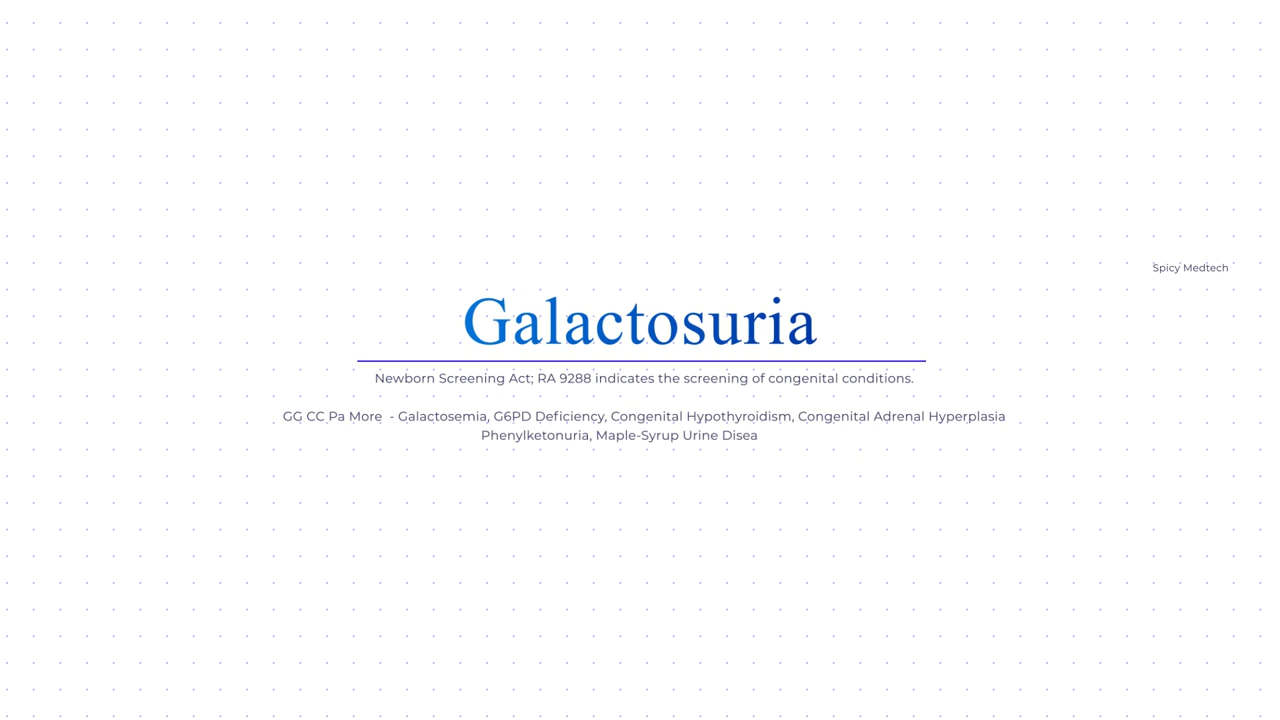 Spicy Medtech
Galactosuria
Newborn Screening Act; RA 9288 indicates the screening of congenital conditions.
GG CC Pa More - Galactosemia, G6PD Deficiency, Congenital Hypothyroidism, Congenital Adrenal Hyperplasia
Phenylketonuria, Maple-Syrup Urine Disea